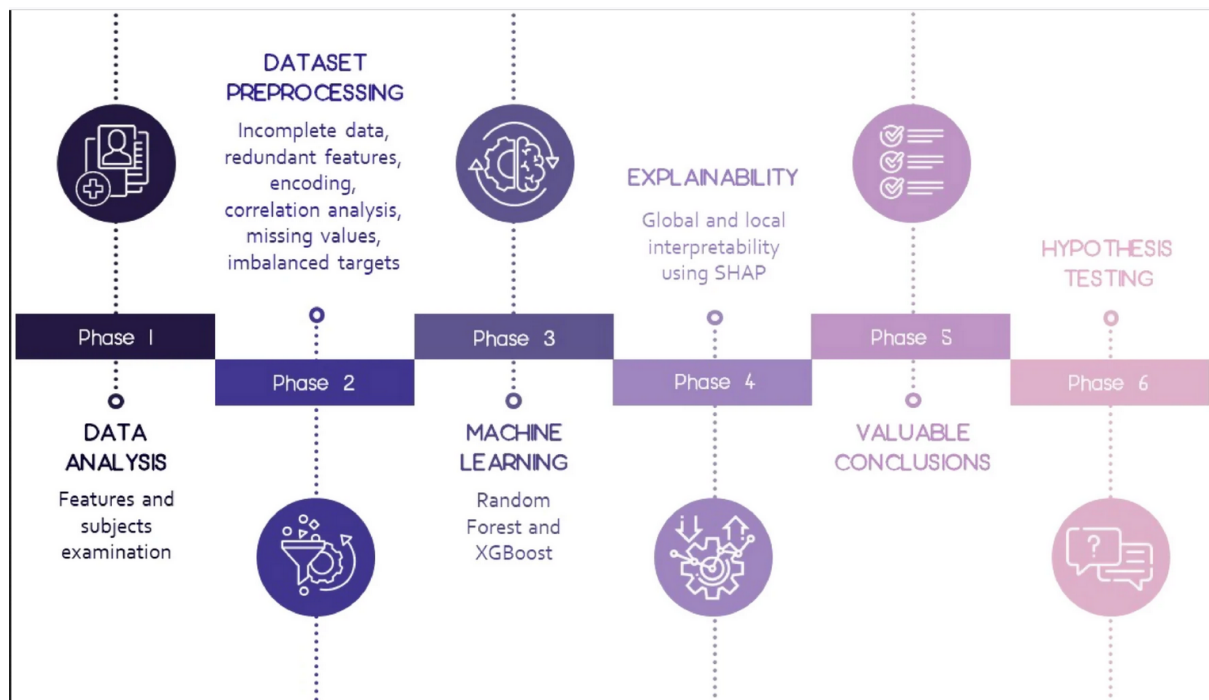 Phase 1
DATA
ANALYSIS
Features and
subjects
examination
DATASET
PREPROCESSING
Incomplete data,
redundant features,
encoding,
correlation analysis,
missing values,
imbalanced targets
Phase 2
Phase 3
MACHINE
LEARNING
Random
Forest and
XGBoost
EXPLAINABILITY
Global and local
interpretability
using SHAP
Phase 4
Phase 5
VALUABLE
CONCLUSIONS
HYPOTHESIS
TESTING
Phase 6
?